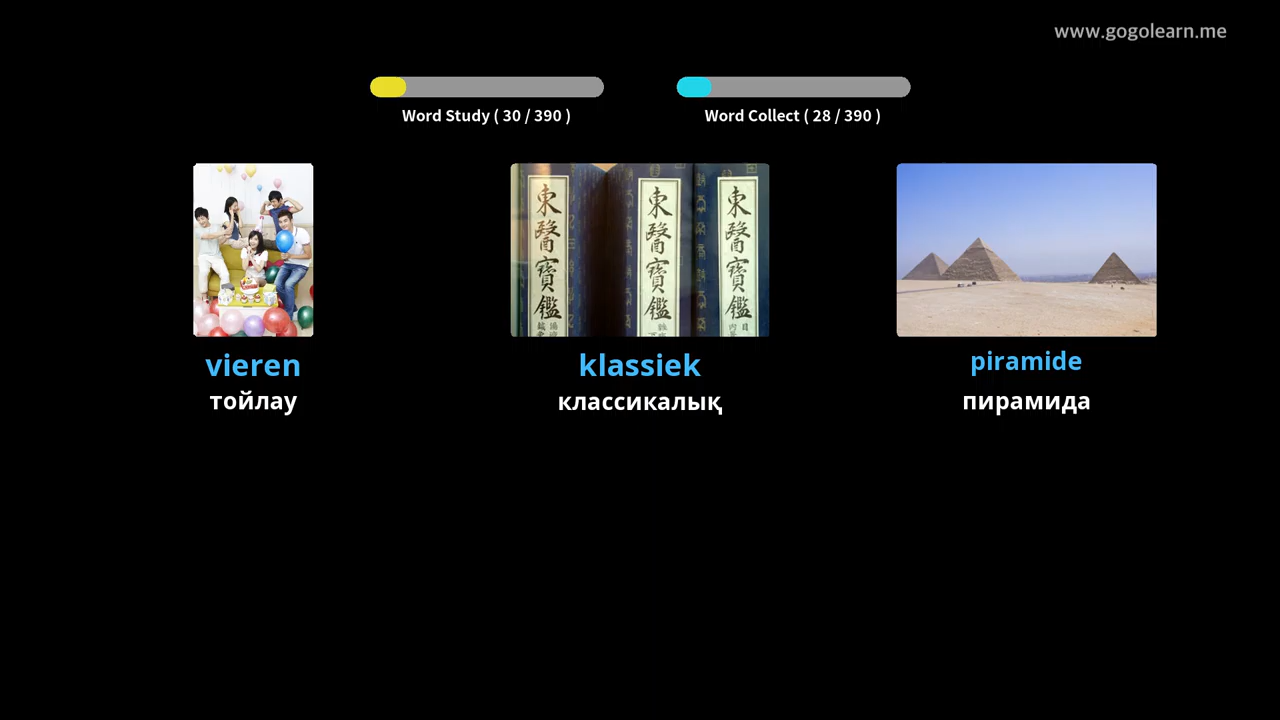 www.gogolearn.me
Word Study ( 30 / 390 )
Word Collect ( 28 / 390 )
東醫寶鑑
東醫寶鑑
東醫寶鑑
vieren
klassiek
piramide
тойлау
классикалық
пирамида